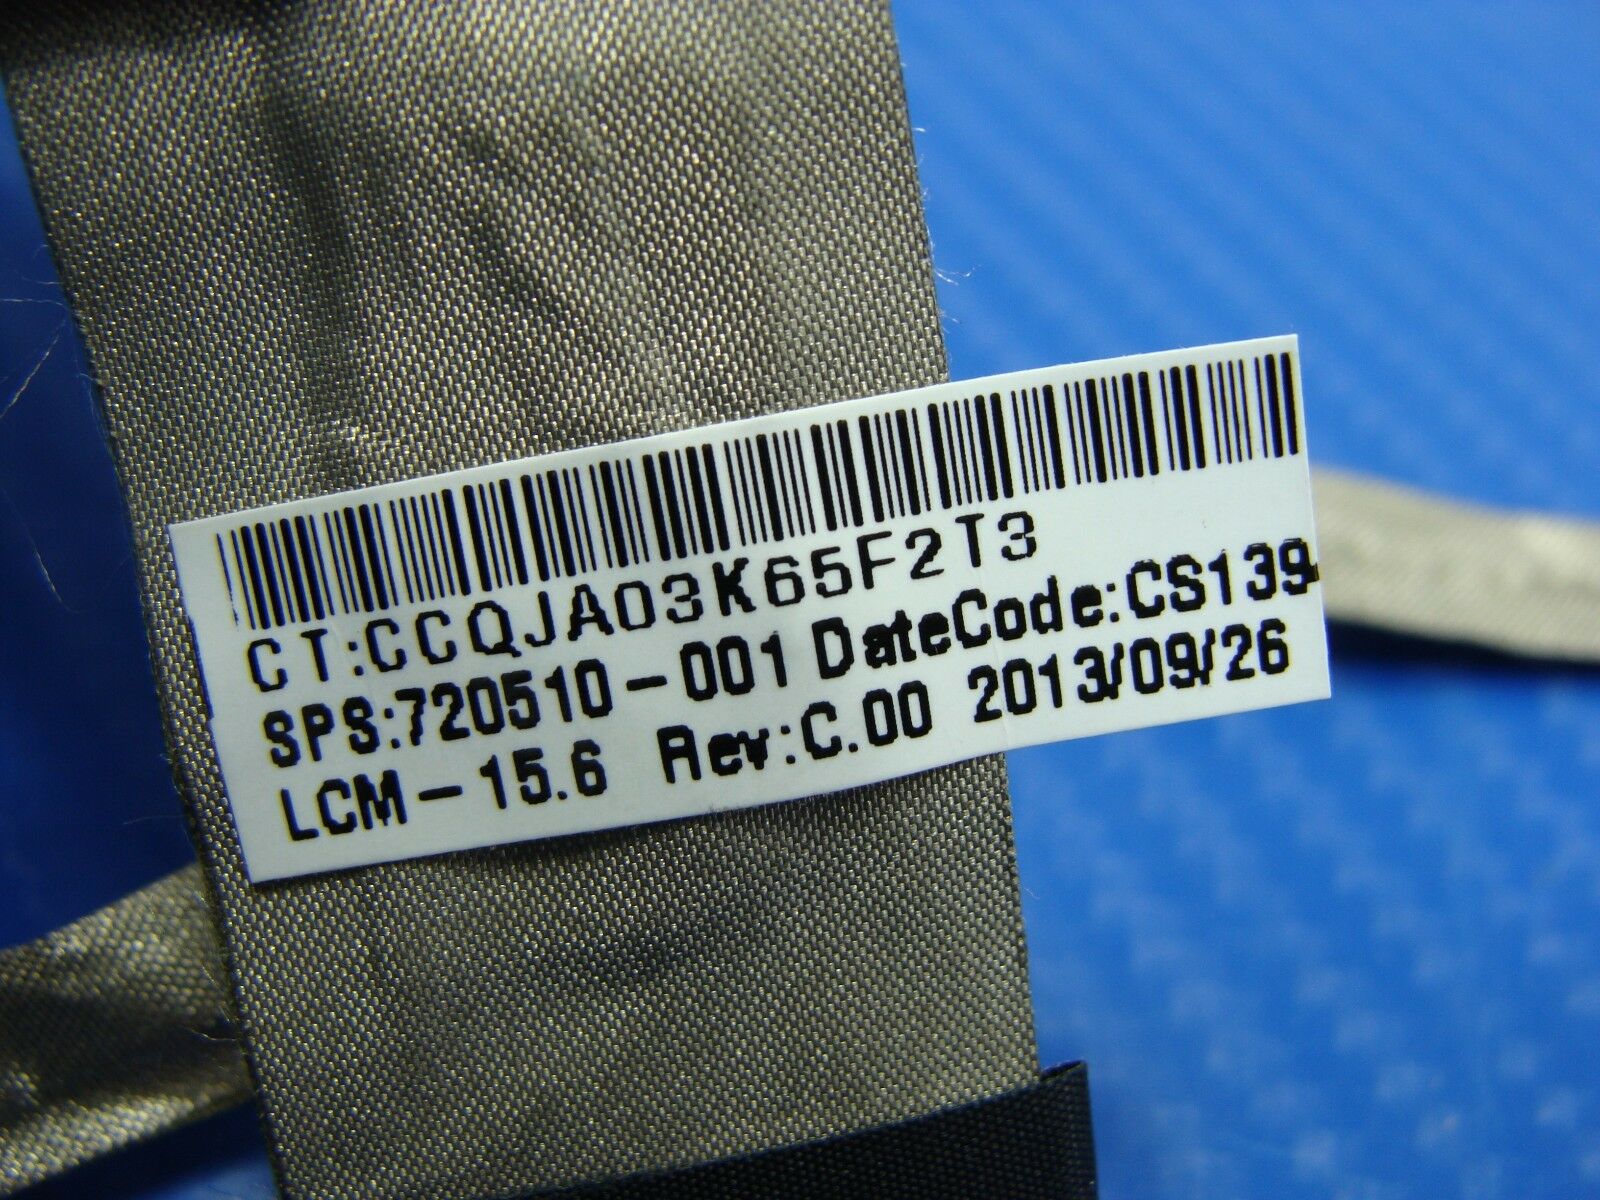 CT:CCQJA03K65F2T3
SPS:720510-001 DateCode:CS139
LCM-15.6 Rev:C.00 2013/09/26